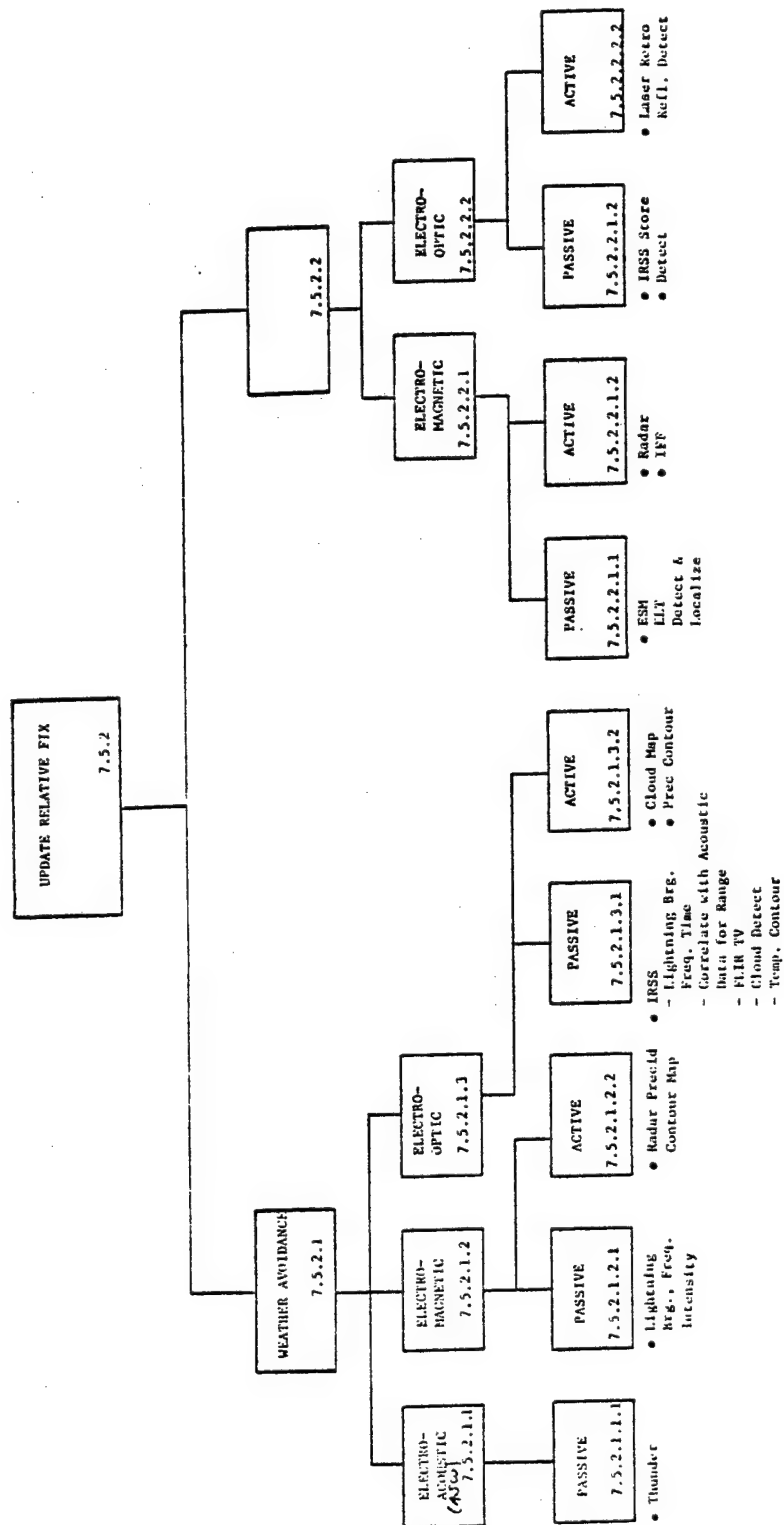 UPDATE RELATIVE FIX
7.5.2
WEATHER AVOIDANCE
7.5.2.1
7.5.2.2
ELECTRO-
ACOUSTIC
(ASW)
7.5.2.1.1
ELECTRO-
MAGNETIC
7.5.2.1.2
ELECTRO-
OPTIC
7.5.2.1.3
ELECTRO-
MAGNETIC
7.5.2.2.1
ELECTRO-
OPTIC
7.5.2.2.2
PASSIVE
7.5.2.1.1.1
• Thunder
PASSIVE
7.5.2.1.2.1
• Lightning
Brg., Freq.
Intensity
ACTIVE
7.5.2.1.2.2
• Radar Precid
Contour Map
PASSIVE
7.5.2.1.3.1
• IRSS
- Lightning Brg.
Freq. Time
- Correlate with Acoustic
Data for Range
- FLIR TV
- Cloud Detect
- Temp. Contour
ACTIVE
7.5.2.1.3.2
• Cloud Map
• Prec Contour
PASSIVE
7.5.2.2.1.1
• ESM
ELT
Detect &
Localize
ACTIVE
7.5.2.2.1.2
• Radar
• IFF
PASSIVE
7.5.2.2.1.2
• IRSS Store
• Detect
ACTIVE
7.5.2.2.2.2
• Laser Retro
Refl. Detect